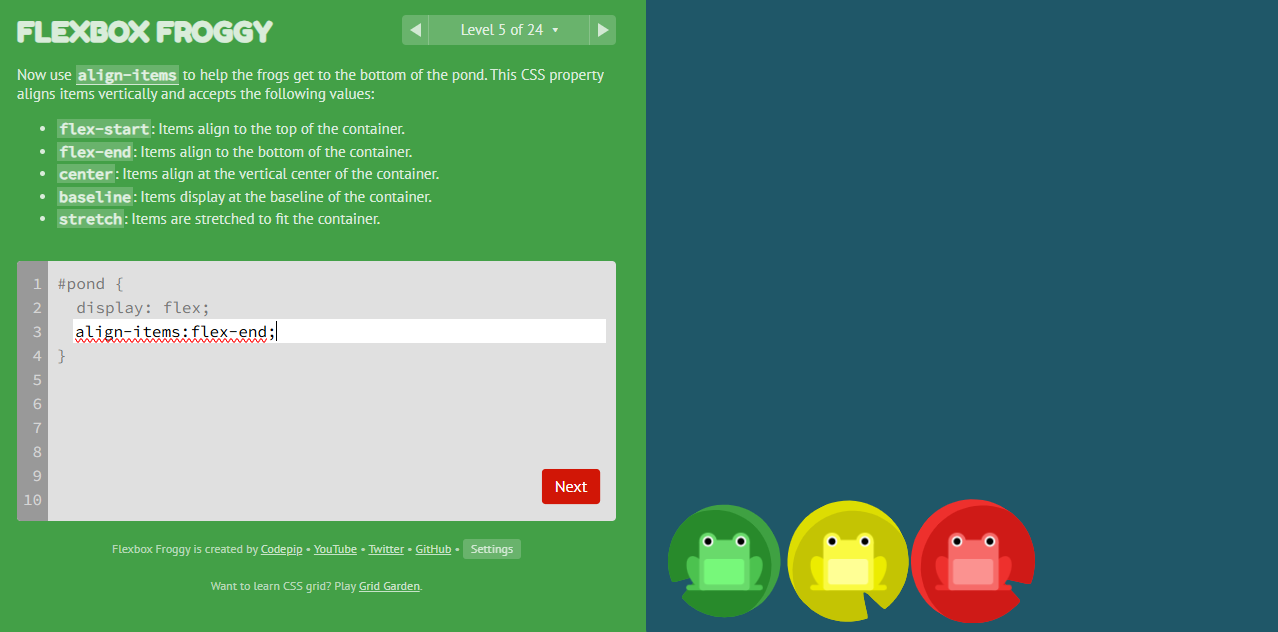 FLEXBOX FROGGY
Level 5 of 24
Now use align-items to help the frogs get to the bottom of the pond. This CSS property
aligns items vertically and accepts the following values:
• flex-start: Items align to the top of the container.
• flex-end: Items align to the bottom of the container.
• center: Items align at the vertical center of the container.
• baseline: Items display at the baseline of the container.
• stretch: Items are stretched to fit the container.
1 #pond {
2 display: flex;
3 align-items:flex-end;
4 }
5
6
7
8
9
10
Next
Flexbox Froggy is created by Codepip • YouTube • Twitter • GitHub • Settings
Want to learn CSS grid? Play Grid Garden.